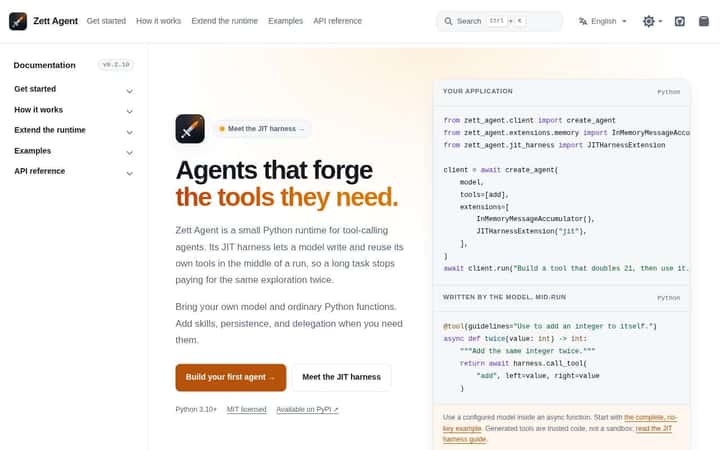 Zett Agent
Get started
How it works
Extend the runtime
Examples
API reference
Search
Ctrl + K
English
Documentation
v0.2.10
Get started
How it works
Extend the runtime
Examples
API reference
Meet the JIT harness →
Agents that forge
the tools they need.
Zett Agent is a small Python runtime for tool-calling
agents. Its JIT harness lets a model write and reuse its
own tools in the middle of a run, so a long task stops
paying for the same exploration twice.
Bring your own model and ordinary Python functions.
Add skills, persistence, and delegation when you need
them.
Build your first agent →
Meet the JIT harness
Python 3.10+
MIT licensed
Available on PyPI ↗
YOUR APPLICATION
Python
from zett_agent.client import create_agent
from zett_agent.extensions.memory import InMemoryMessageAccu
from zett_agent.jit_harness import JITHarnessExtension
client = await create_agent(
    model,
    tools=[add],
    extensions=[
        InMemoryMessageAccumulator(),
        JITHarnessExtension("jit"),
    ],
)
await client.run("Build a tool that doubles 21, then use it.
WRITTEN BY THE MODEL, MID-RUN
Python
@tool(guidelines="Use to add an integer to itself.")
async def twice(value: int) -> int:
    """Add the same integer twice."""
    return await harness.call_tool(
        "add", left=value, right=value
    )
Use a configured model inside an async function. Start with the complete, no-
key example. Generated tools are trusted code, not a sandbox; read the JIT
harness guide.